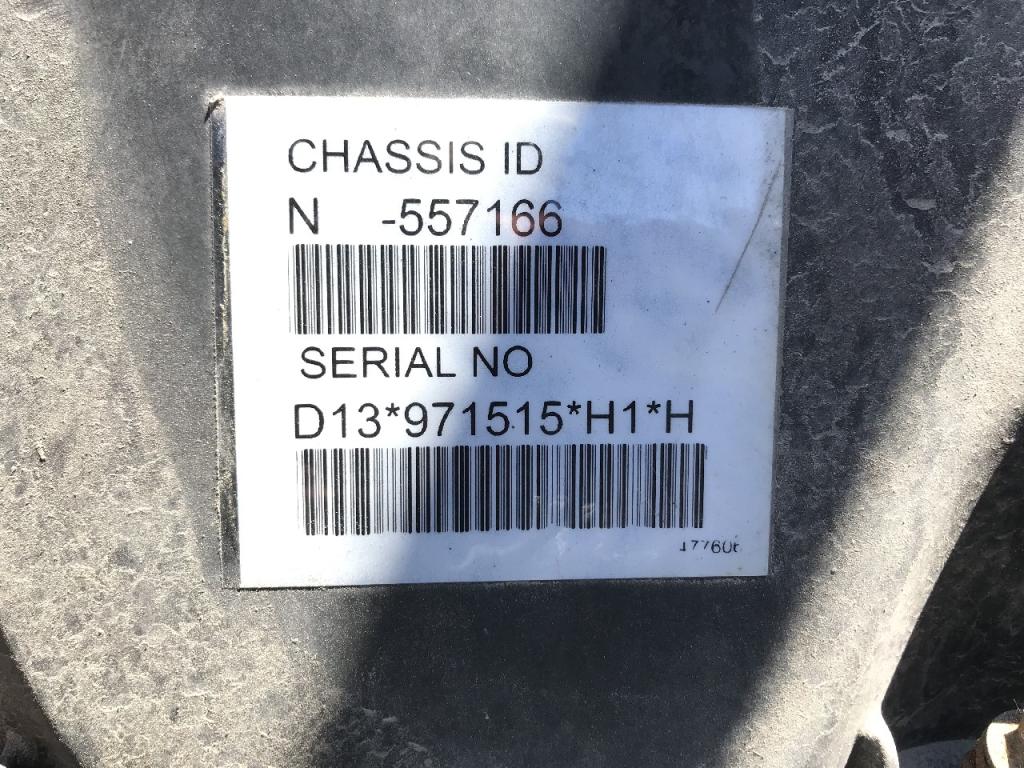 CHASSIS ID
N -557166
SERIAL NO
D13*971515*H1*H